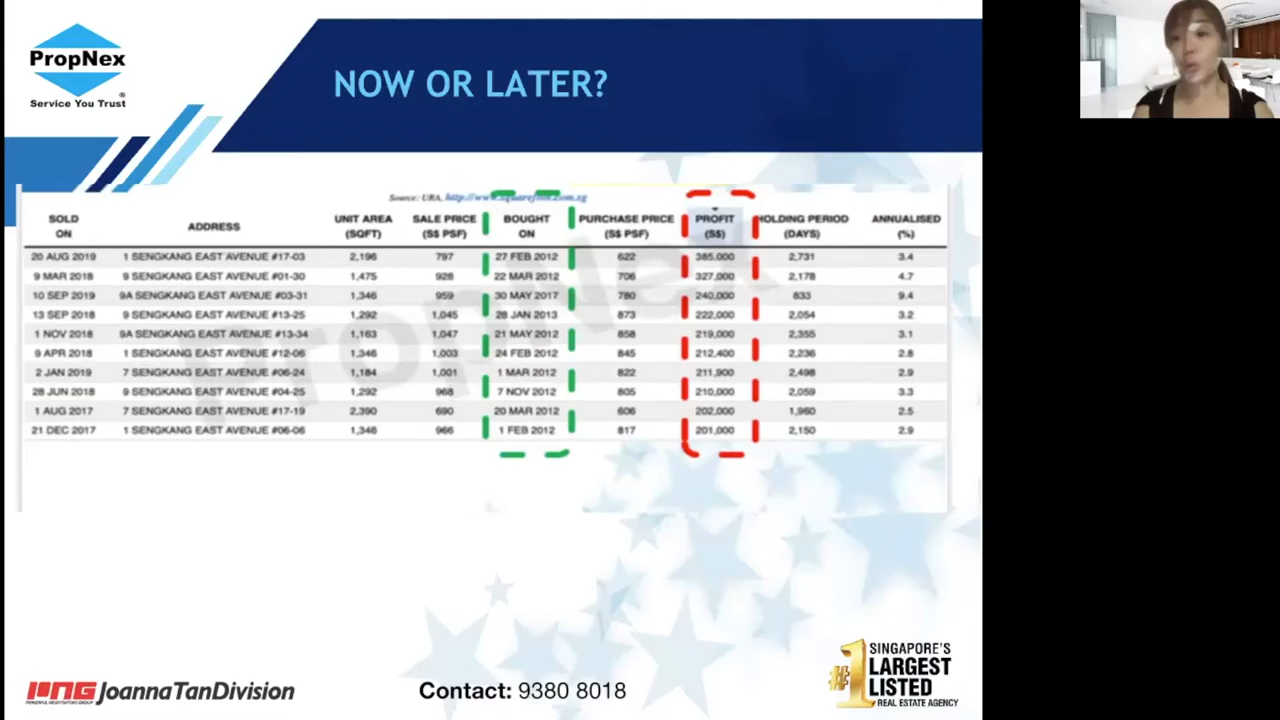 PropNex
Service You Trust
NOW OR LATER?
Source: URA, http://www.squarefoot.com.sg
SOLD ON ADDRESS UNIT AREA (SQFT) SALE PRICE (S$ PSF) BOUGHT ON PURCHASE PRICE (S$ PSF) PROFIT (S$) HOLDING PERIOD (DAYS) ANNUALISED (%)
20 AUG 2019 1 SENGKANG EAST AVENUE #17-03 2,196 797 27 FEB 2012 622 385,000 2,731 3.4
9 MAR 2018 9 SENGKANG EAST AVENUE #01-30 1,475 928 22 MAR 2012 706 327,000 2,178 4.7
10 SEP 2019 9A SENGKANG EAST AVENUE #03-31 1,346 959 30 MAY 2017 780 240,000 833 9.4
13 SEP 2018 9 SENGKANG EAST AVENUE #13-25 1,292 1,045 28 JAN 2013 873 222,000 2,054 3.2
1 NOV 2018 9A SENGKANG EAST AVENUE #13-34 1,163 1,047 21 MAY 2012 858 219,000 2,355 3.1
9 APR 2018 1 SENGKANG EAST AVENUE #12-06 1,346 1,003 24 FEB 2012 845 212,400 2,236 2.8
2 JAN 2019 7 SENGKANG EAST AVENUE #06-24 1,184 1,001 1 MAR 2012 822 211,900 2,498 2.9
28 JUN 2018 9 SENGKANG EAST AVENUE #04-25 1,292 968 7 NOV 2012 805 210,000 2,059 3.3
1 AUG 2017 7 SENGKANG EAST AVENUE #17-19 2,390 690 20 MAR 2012 606 202,000 1,960 2.5
21 DEC 2017 1 SENGKANG EAST AVENUE #06-06 1,346 966 1 FEB 2012 817 201,000 2,150 2.9
PropNex
PNG JoannaTanDivision
POWERFUL NEGOTIATORS GROUP
Contact: 9380 8018
#1 SINGAPORE'S
LARGEST
LISTED
REAL ESTATE AGENCY